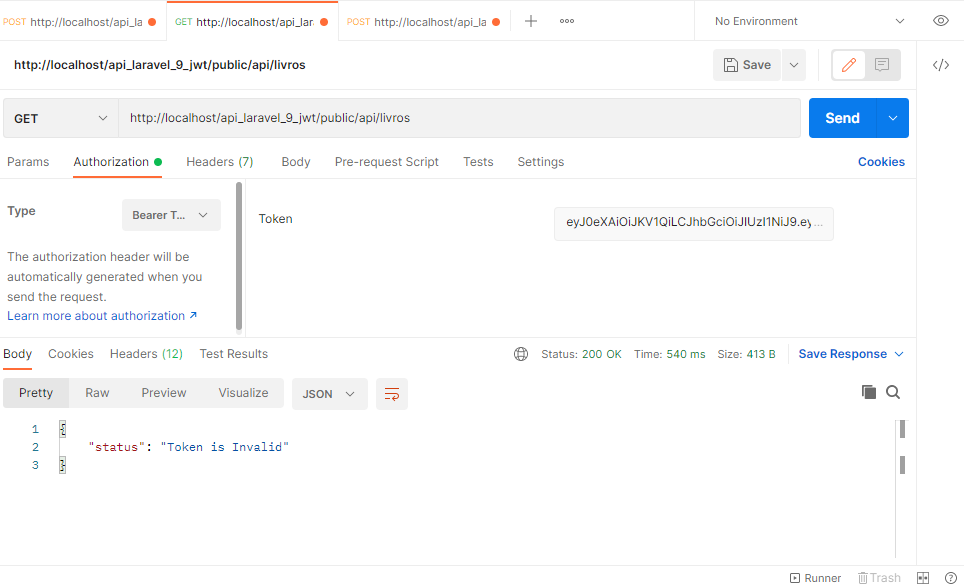 POST http://localhost/api_la GET http://localhost/api_lar POST http://localhost/api_la No Environment
http://localhost/api_laravel_9_jwt/public/api/livros Save
GET http://localhost/api_laravel_9_jwt/public/api/livros Send
Params Authorization Headers (7) Body Pre-request Script Tests Settings Cookies
Type Bearer T... Token eyJ0eXAiOiJKV1QiLCJhbGciOiJIUzI1NiJ9.ey...
The authorization header will be
automatically generated when you
send the request.
Learn more about authorization ↗
Body Cookies Headers (12) Test Results Status: 200 OK Time: 540 ms Size: 413 B Save Response
Pretty Raw Preview Visualize JSON
1 {
2 "status": "Token is Invalid"
3 }
Runner Trash